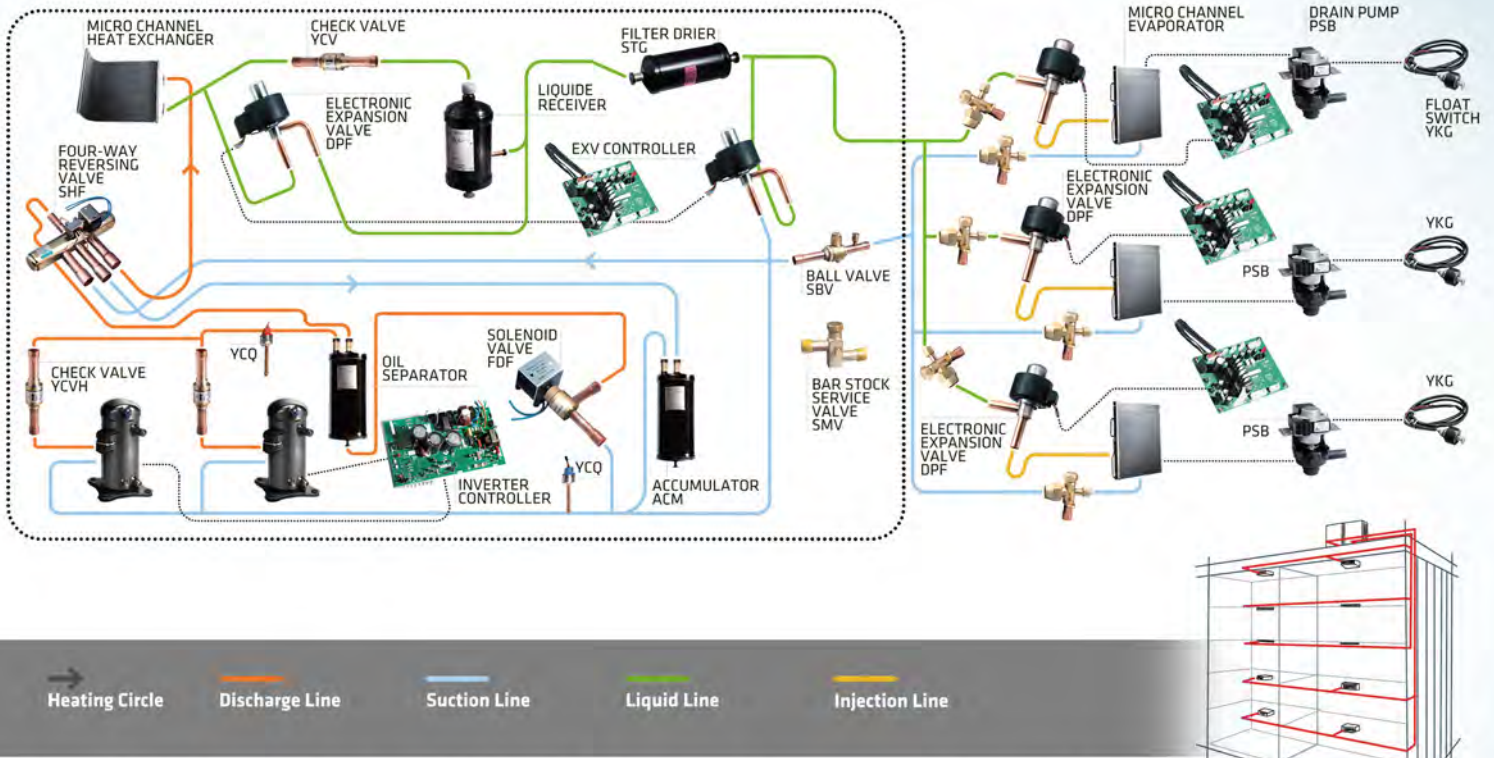 MICRO CHANNEL
HEAT EXCHANGER
CHECK VALVE
YCV
FILTER DRIER
STG
MICRO CHANNEL
EVAPORATOR
DRAIN PUMP
PSB
ELECTRONIC
EXPANSION
VALVE
DPF
LIQUIDE
RECEIVER
EXV CONTROLLER
FLOAT
SWITCH
YKG
FOUR-WAY
REVERSING
VALVE
SHF
ELECTRONIC
EXPANSION
VALVE
DPF
BALL VALVE
SBV
PSB
YKG
CHECK VALVE
YCVH
YCQ
OIL
SEPARATOR
SOLENOID
VALVE
FDF
BAR STOCK
SERVICE
VALVE
SMV
ELECTRONIC
EXPANSION
VALVE
DPF
PSB
YKG
INVERTER
CONTROLLER
YCQ
ACCUMULATOR
ACM
Heating Circle
Discharge Line
Suction Line
Liquid Line
Injection Line